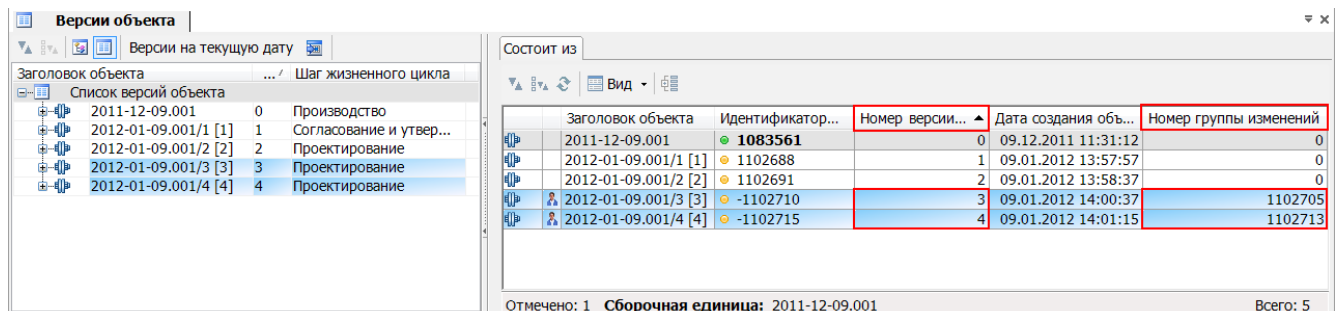 Версии объекта
Версии на текущую дату
Заголовок объекта ... / Шаг жизненного цикла
Список версий объекта
2011-12-09.001 0 Производство
2012-01-09.001/1 [1] 1 Согласование и утвер...
2012-01-09.001/2 [2] 2 Проектирование
2012-01-09.001/3 [3] 3 Проектирование
2012-01-09.001/4 [4] 4 Проектирование
Состоит из
Вид
Заголовок объекта Идентификатор... Номер версии... Дата создания объ... Номер группы изменений
2011-12-09.001 1083561 0 09.12.2011 11:31:12 0
2012-01-09.001/1 [1] 1102688 1 09.01.2012 13:57:57 0
2012-01-09.001/2 [2] 1102691 2 09.01.2012 13:58:37 0
2012-01-09.001/3 [3] -1102710 3 09.01.2012 14:00:37 1102705
2012-01-09.001/4 [4] -1102715 4 09.01.2012 14:01:15 1102713
Отмечено: 1 Сборочная единица: 2011-12-09.001 Всего: 5